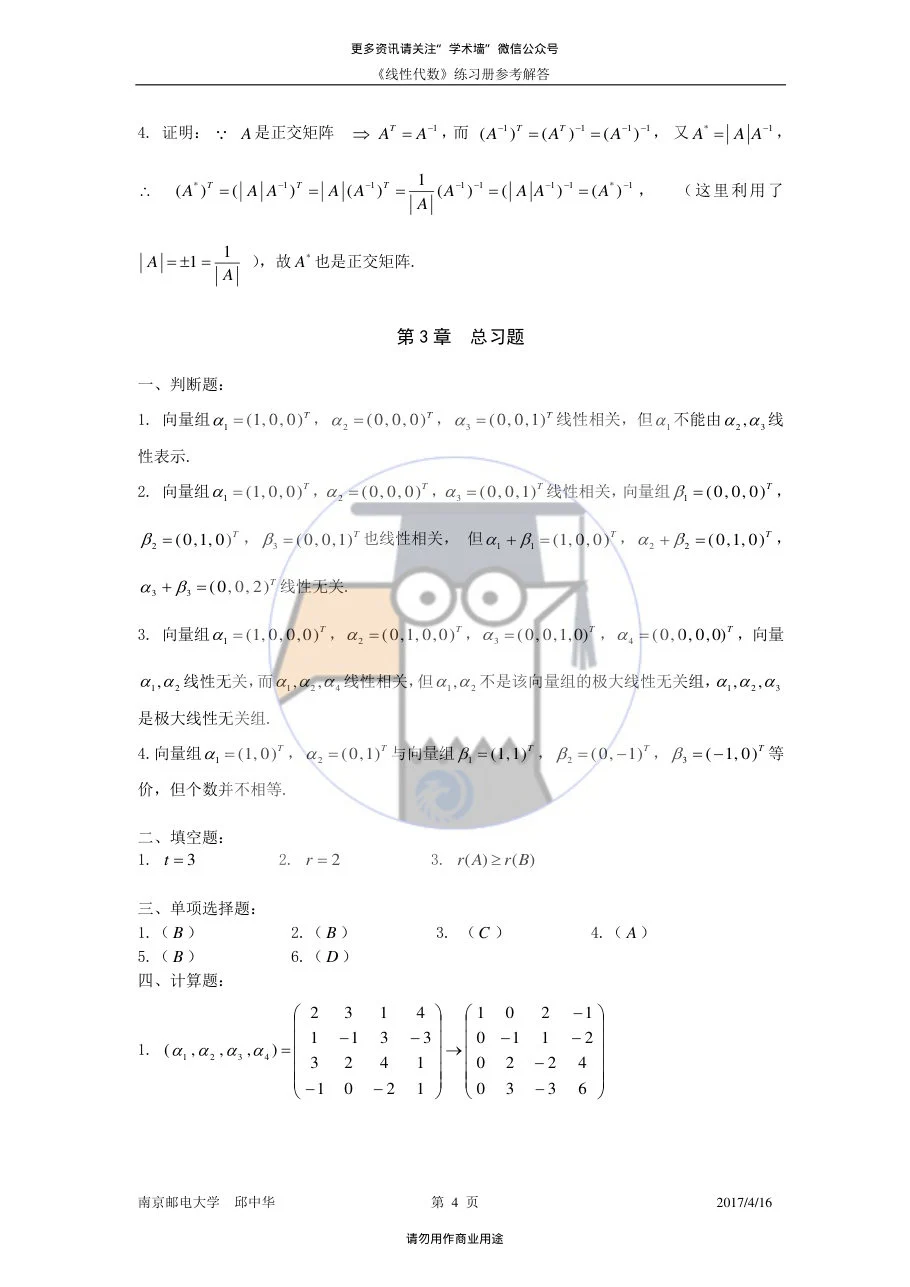 更多资讯请关注“学术墙”微信公众号
《线性代数》练习册参考解答
4. 证明: ∵ A是正交矩阵 ⇒ A^T = A^{-1}, 而 (A^{-1})^T = (A^T)^{-1} = (A^{-1})^{-1}, 又 A^* = |A|A^{-1},
∴ (A^*)^T = (|A|A^{-1})^T = |A|(A^{-1})^T = \frac{1}{|A|}(A^{-1})^{-1} = (|A|A^{-1})^{-1} = (A^*)^{-1}, (这里利用了
|A| = ±1 = \frac{1}{|A|} ), 故 A^* 也是正交矩阵.
第 3 章 总习题
一、判断题:
1. 向量组 α_1 = (1,0,0)^T, α_2 = (0,0,0)^T, α_3 = (0,0,1)^T 线性相关, 但 α_1 不能由 α_2,α_3 线
性表示.
2. 向量组 α_1 = (1,0,0)^T, α_2 = (0,0,0)^T, α_3 = (0,0,1)^T 线性相关, 向量组 β_1 = (0,0,0)^T,
β_2 = (0,1,0)^T, β_3 = (0,0,1)^T 也线性相关, 但 α_1 + β_1 = (1,0,0)^T, α_2 + β_2 = (0,1,0)^T,
α_3 + β_3 = (0,0,2)^T 线性无关.
3. 向量组 α_1 = (1,0,0,0)^T, α_2 = (0,1,0,0)^T, α_3 = (0,0,1,0)^T, α_4 = (0,0,0,0)^T, 向量
α_1,α_2 线性无关, 而 α_1,α_2,α_4 线性相关, 但 α_1,α_2 不是该向量组的极大线性无关组, α_1,α_2,α_3
是极大线性无关组.
4.向量组 α_1 = (1,0)^T, α_2 = (0,1)^T 与向量组 β_1 = (1,1)^T, β_2 = (0,-1)^T, β_3 = (-1,0)^T 等
价, 但个数并不相等.
二、填空题:
1. t = 3 2. r = 2 3. r(A) ≥ r(B)
三、单项选择题:
1.( B ) 2.( B ) 3. ( C ) 4.( A )
5.( B ) 6.( D )
四、计算题:
1. (α_1,α_2,α_3,α_4) = \begin{pmatrix} 2 & 3 & 1 & 4 \\ 1 & -1 & 3 & -3 \\ 3 & 2 & 4 & 1 \\ -1 & 0 & -2 & 1 \end{pmatrix} → \begin{pmatrix} 1 & 0 & 2 & -1 \\ 0 & -1 & 1 & -2 \\ 0 & 2 & -2 & 4 \\ 0 & 3 & -3 & 6 \end{pmatrix}
南京邮电大学 邱中华 第 4 页 2017/4/16
请勿用作商业用途